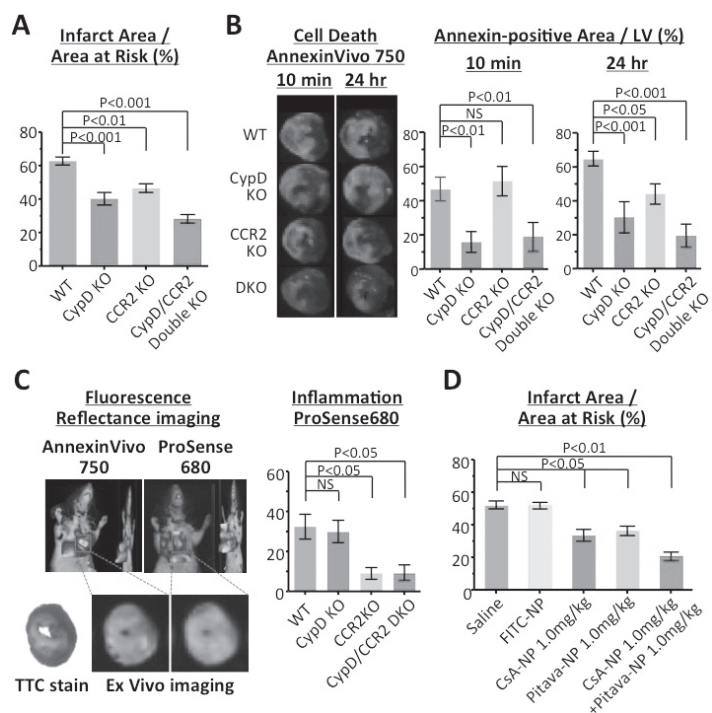 A
Infarct Area /
Area at Risk (%)
P<0.001
P<0.01
P<0.001
80
60
40
20
0
WT
CypD KO
CCR2 KO
CypD/CCR2
Double KO
B
Cell Death
AnnexinVivo 750
10 min 24 hr
WT
CypD
KO
CCR2
KO
DKO
Annexin-positive Area / LV (%)
10 min
P<0.01
NS
P<0.01
80
60
40
20
0
WT
CypD KO
CCR2 KO
CypD/CCR2
Double KO
24 hr
P<0.001
P<0.05
P<0.001
80
60
40
20
0
WT
CypD KO
CCR2 KO
CypD/CCR2
Double KO
C
Fluorescence
Reflectance imaging
AnnexinVivo
750
ProSense
680
TTC stain
Ex Vivo imaging
Inflammation
ProSense680
P<0.05
P<0.05
NS
60
40
20
0
WT
CypD KO
CCR2KO
CypD/CCR2 DKO
D
Infarct Area /
Area at Risk (%)
P<0.01
P<0.05
NS
80
60
40
20
0
Saline
FITC-NP
CsA-NP 1.0mg/kg
Pitava-NP 1.0mg/kg
CsA-NP 1.0mg/kg
+Pitava-NP 1.0mg/kg